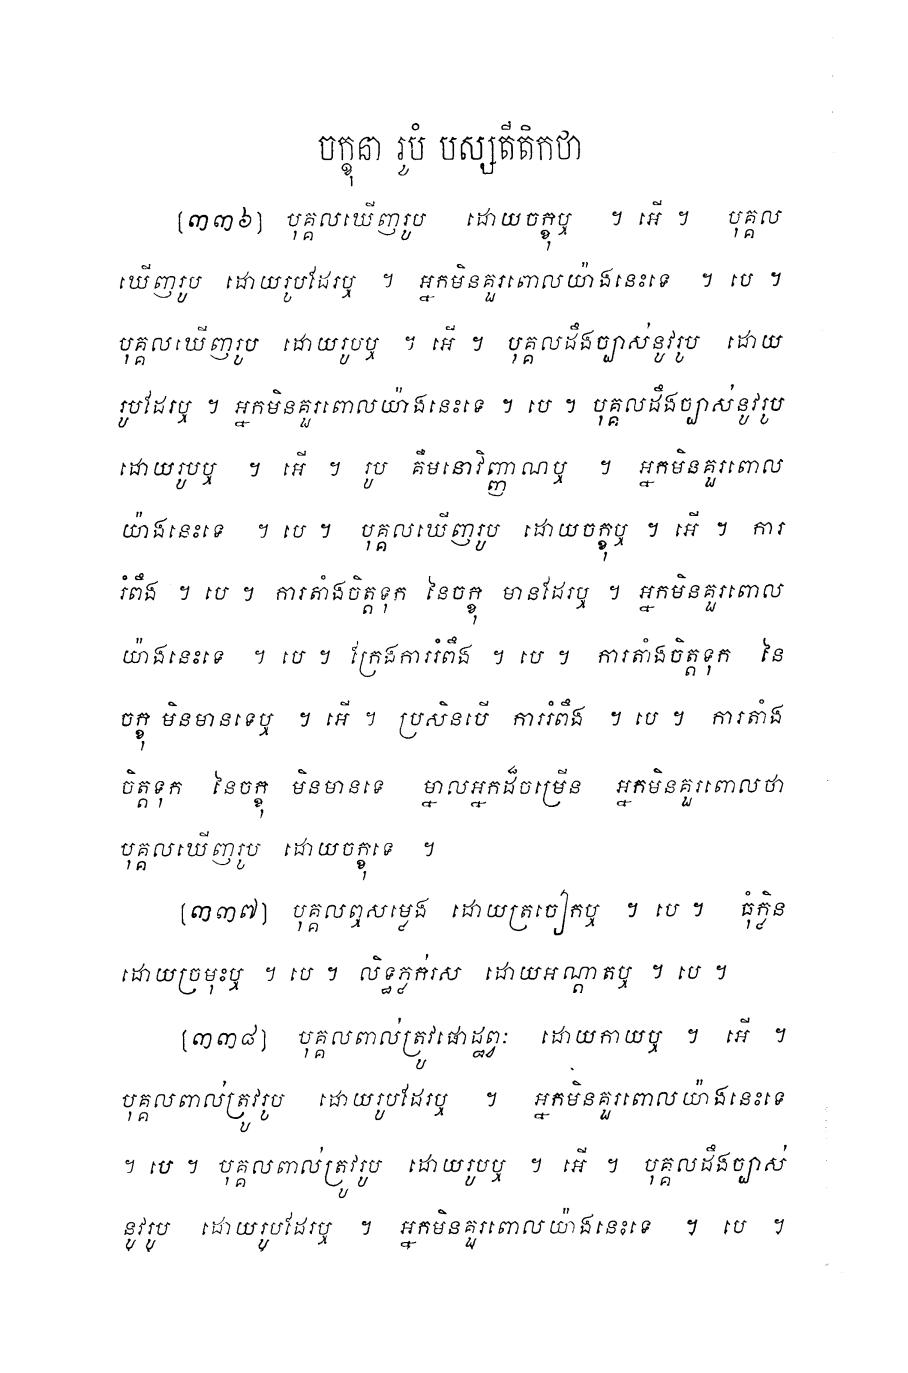 ចក្ខុនា រូបំ បស្សតីតិកថា
[៣៣៦] បុគ្គលឃើញរូប ដោយចក្ខុឬ ។ អើ ។ បុគ្គល
ឃើញរូប ដោយរូបដែរឬ ។ អ្នកមិនគួរពោលយ៉ាងនេះទេ ។ បេ ។
បុគ្គលឃើញរូប ដោយរូបឬ ។ អើ ។ បុគ្គលដឹងច្បាស់នូវរូប ដោយ
រូបដែរឬ ។ អ្នកមិនគួរពោលយ៉ាងនេះទេ ។ បេ ។ បុគ្គលដឹងច្បាស់នូវរូប
ដោយរូបឬ ។ អើ ។ រូប គឺមនោវិញ្ញាណឬ ។ អ្នកមិនគួរពោល
យ៉ាងនេះទេ ។ បេ ។ បុគ្គលឃើញរូប ដោយចក្ខុឬ ។ អើ ។ ការ
រំពឹង ។ បេ ។ ការតាំងចិត្តទុក នៃចក្ខុ មានដែរឬ ។ អ្នកមិនគួរពោល
យ៉ាងនេះទេ ។ បេ ។ ក្រែងការរំពឹង ។ បេ ។ ការតាំងចិត្តទុក នៃ
ចក្ខុ មិនមានទេឬ ។ អើ ។ ប្រសិនបើ ការរំពឹង ។ បេ ។ ការតាំង
ចិត្តទុក នៃចក្ខុ មិនមានទេ ម្នាលអ្នកដ៏ចម្រើន អ្នកមិនគួរពោលថា
បុគ្គលឃើញរូប ដោយចក្ខុទេ ។
[៣៣៧] បុគ្គលឮសម្លេង ដោយត្រចៀកឬ ។ បេ ។ ធុំក្លិន
ដោយច្រមុះឬ ។ បេ ។ លិទ្ធភ្លក់រស ដោយអណ្តាតឬ ។ បេ ។
[៣៣៨] បុគ្គលពាល់ត្រូវផោដ្ឋព្វៈ ដោយកាយឬ ។ អើ ។
បុគ្គលពាល់ត្រូវរូប ដោយរូបដែរឬ ។ អ្នកមិនគួរពោលយ៉ាងនេះទេ
។ បេ ។ បុគ្គលពាល់ត្រូវរូប ដោយរូបឬ ។ អើ ។ បុគ្គលដឹងច្បាស់
នូវរូប ដោយរូបដែរឬ ។ អ្នកមិនគួរពោលយ៉ាងនេះទេ ។ បេ ។